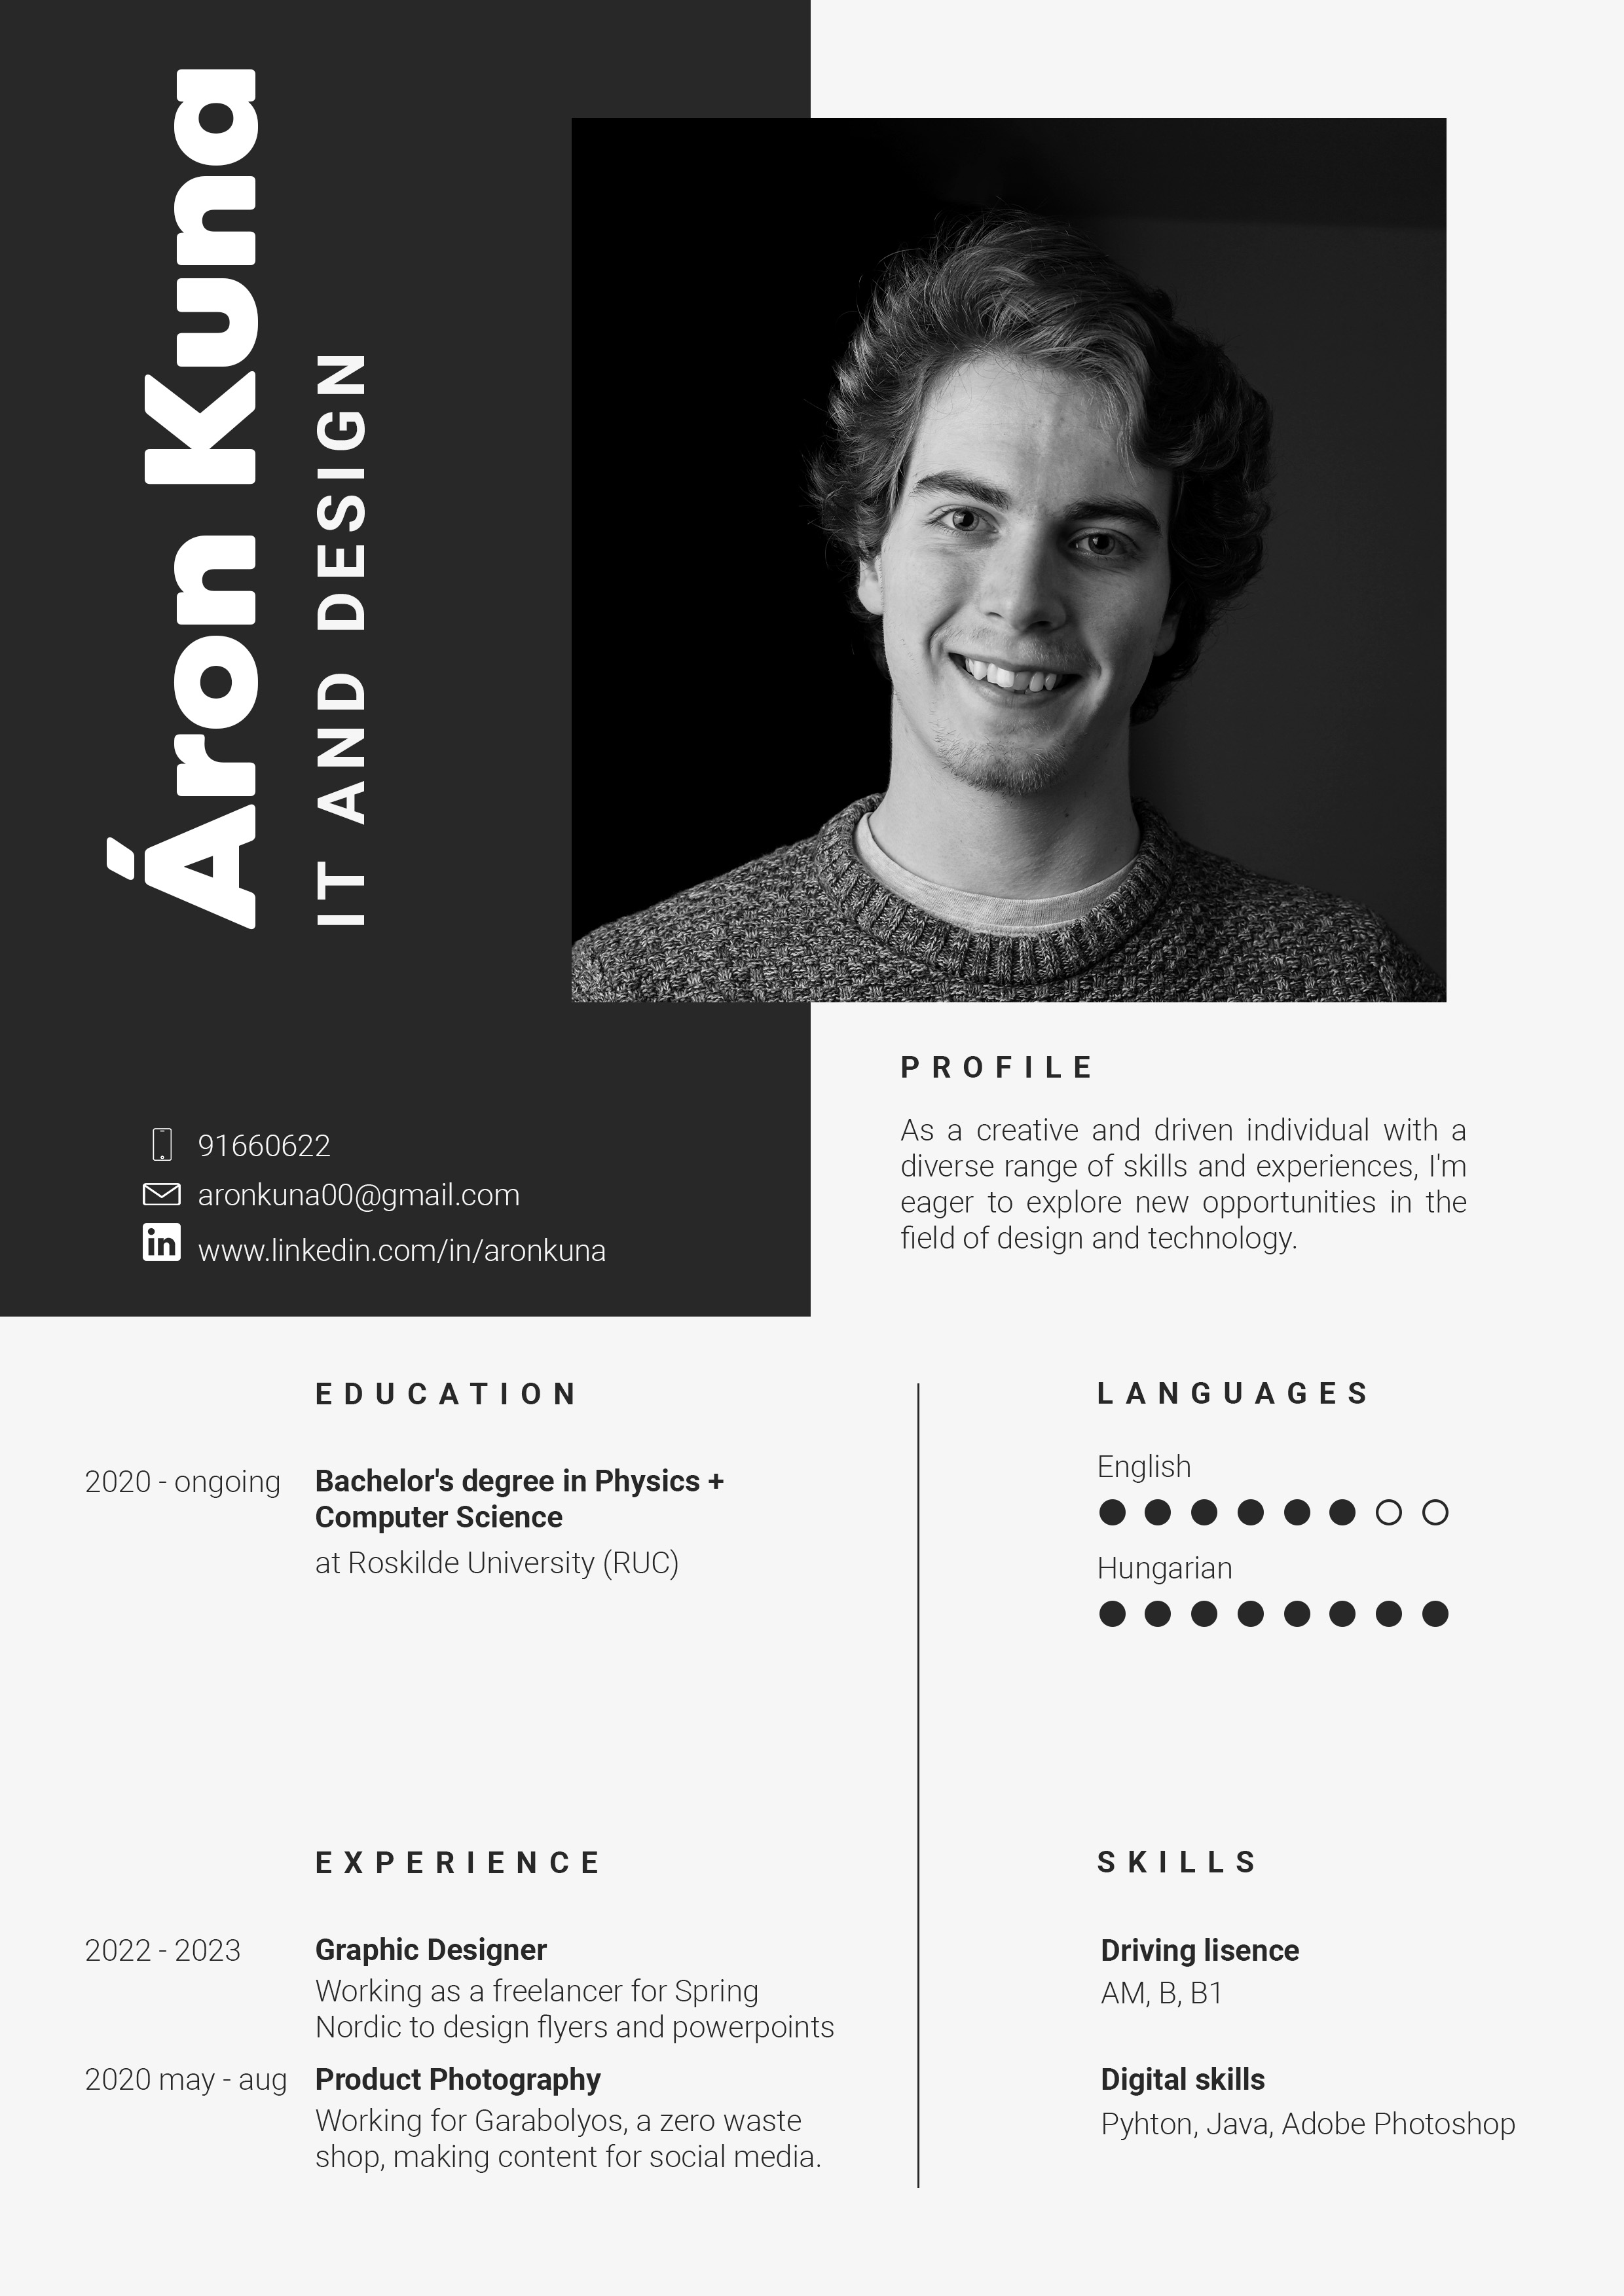 Áron Kuna
IT AND DESIGN
91660622
aronkuna00@gmail.com
in
www.linkedin.com/in/aronkuna
PROFILE
As a creative and driven individual with a
diverse range of skills and experiences, I'm
eager to explore new opportunities in the
field of design and technology.
EDUCATION
2020 - ongoing
Bachelor's degree in Physics +
Computer Science
at Roskilde University (RUC)
EXPERIENCE
2022 - 2023
Graphic Designer
Working as a freelancer for Spring
Nordic to design flyers and powerpoints
2020 may - aug
Product Photography
Working for Garabolyos, a zero waste
shop, making content for social media.
LANGUAGES
English
Hungarian
SKILLS
Driving lisence
AM, B, B1
Digital skills
Pyhton, Java, Adobe Photoshop